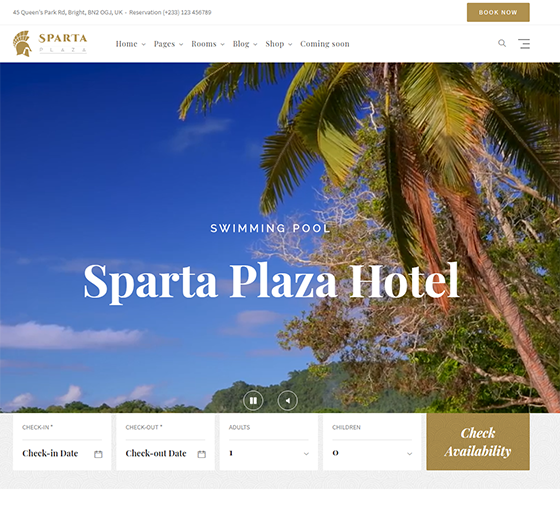 45 Queen's Park Rd, Bright, BN2 OGJ, UK - Reservation (+233) 123 456789
BOOK NOW
SPARTA
PLAZA
Home Pages Rooms Blog Shop Coming soon
SWIMMING POOL
Sparta Plaza Hotel
CHECK-IN * CHECK-OUT * ADULTS CHILDREN
Check-in Date Check-out Date 1 0
Check
Availability